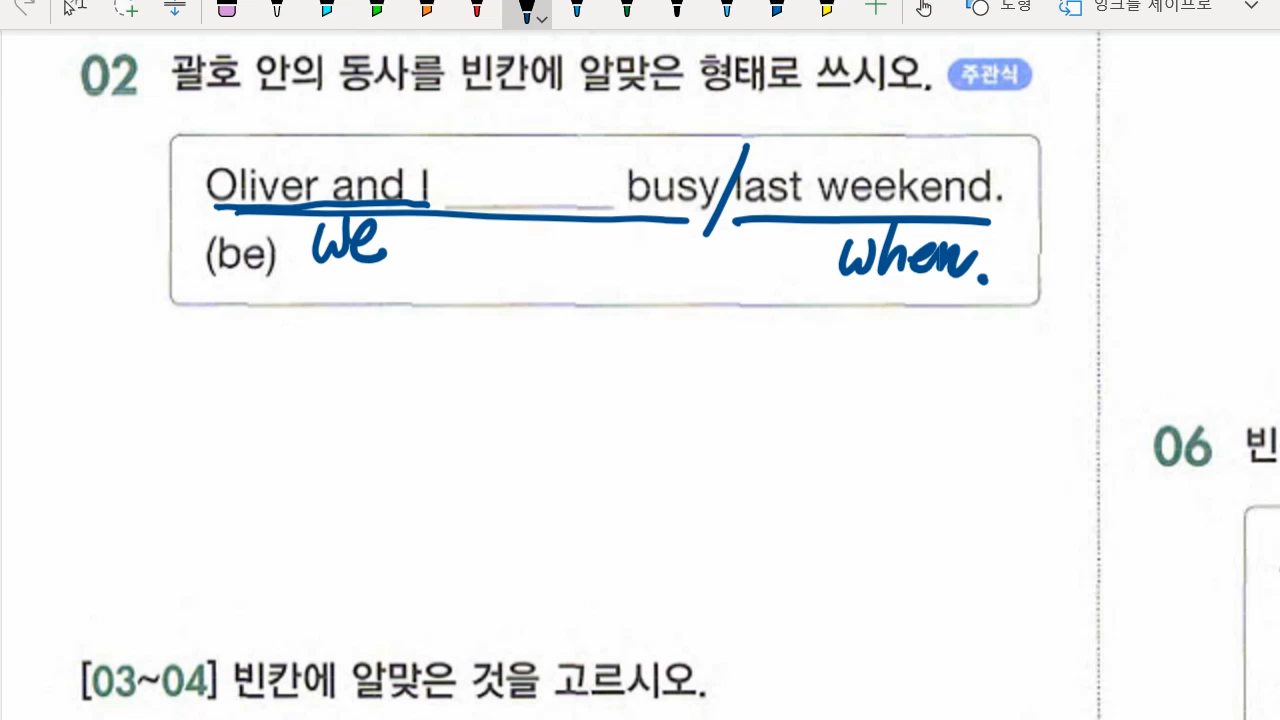 도형
잉크를 셰이프로
02 괄호 안의 동사를 빈칸에 알맞은 형태로 쓰시오. 주관식
Oliver and I ________ busy / last weekend.
(be) we when.
06 빈
[03~04] 빈칸에 알맞은 것을 고르시오.